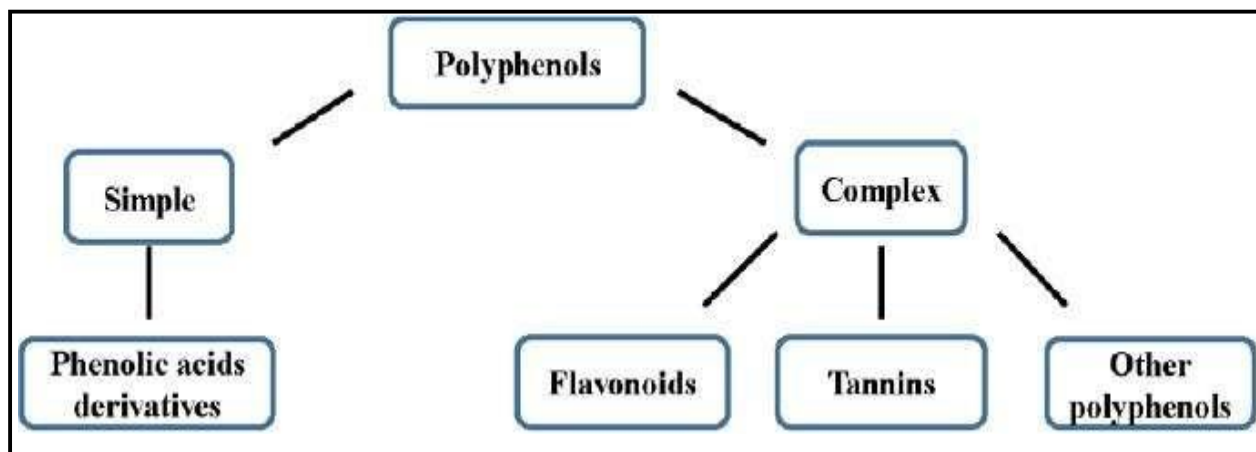 Polyphenols
Simple
Complex
Phenolic acids
derivatives
Flavonoids
Tannins
Other
polyphenols